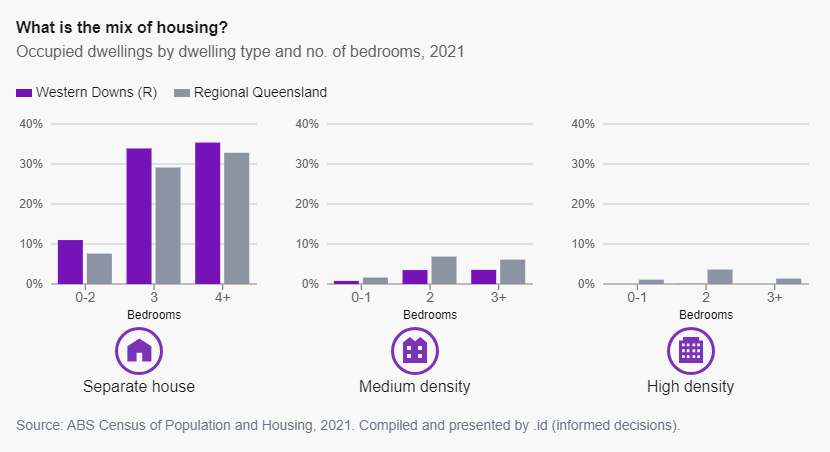 What is the mix of housing?
Occupied dwellings by dwelling type and no. of bedrooms, 2021
Western Downs (R) Regional Queensland
40%
30%
20%
10%
0%
0-2 3 4+
Bedrooms
Separate house
40%
30%
20%
10%
0%
0-1 2 3+
Bedrooms
Medium density
40%
30%
20%
10%
0%
0-1 2 3+
Bedrooms
High density
Source: ABS Census of Population and Housing, 2021. Compiled and presented by .id (informed decisions).